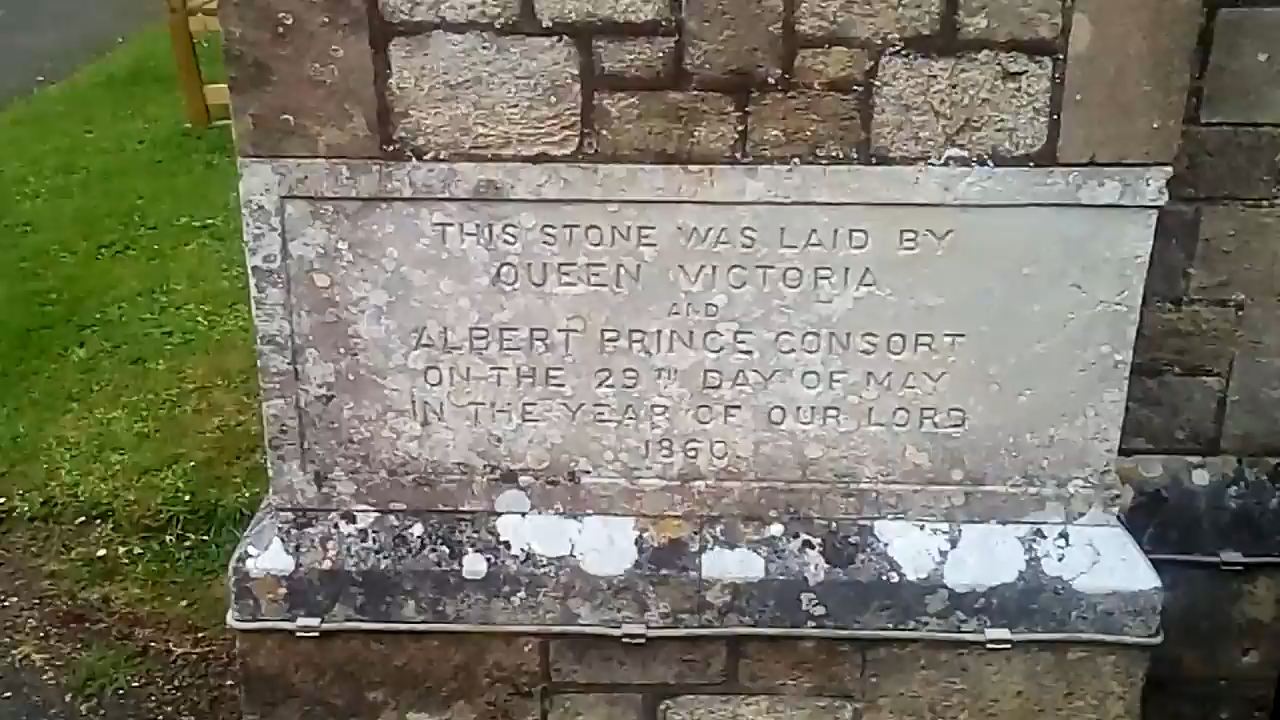 THIS STONE WAS LAID BY
QUEEN VICTORIA
AND
ALBERT PRINCE CONSORT
ON THE 29TH DAY OF MAY
IN THE YEAR OF OUR LORD
1860